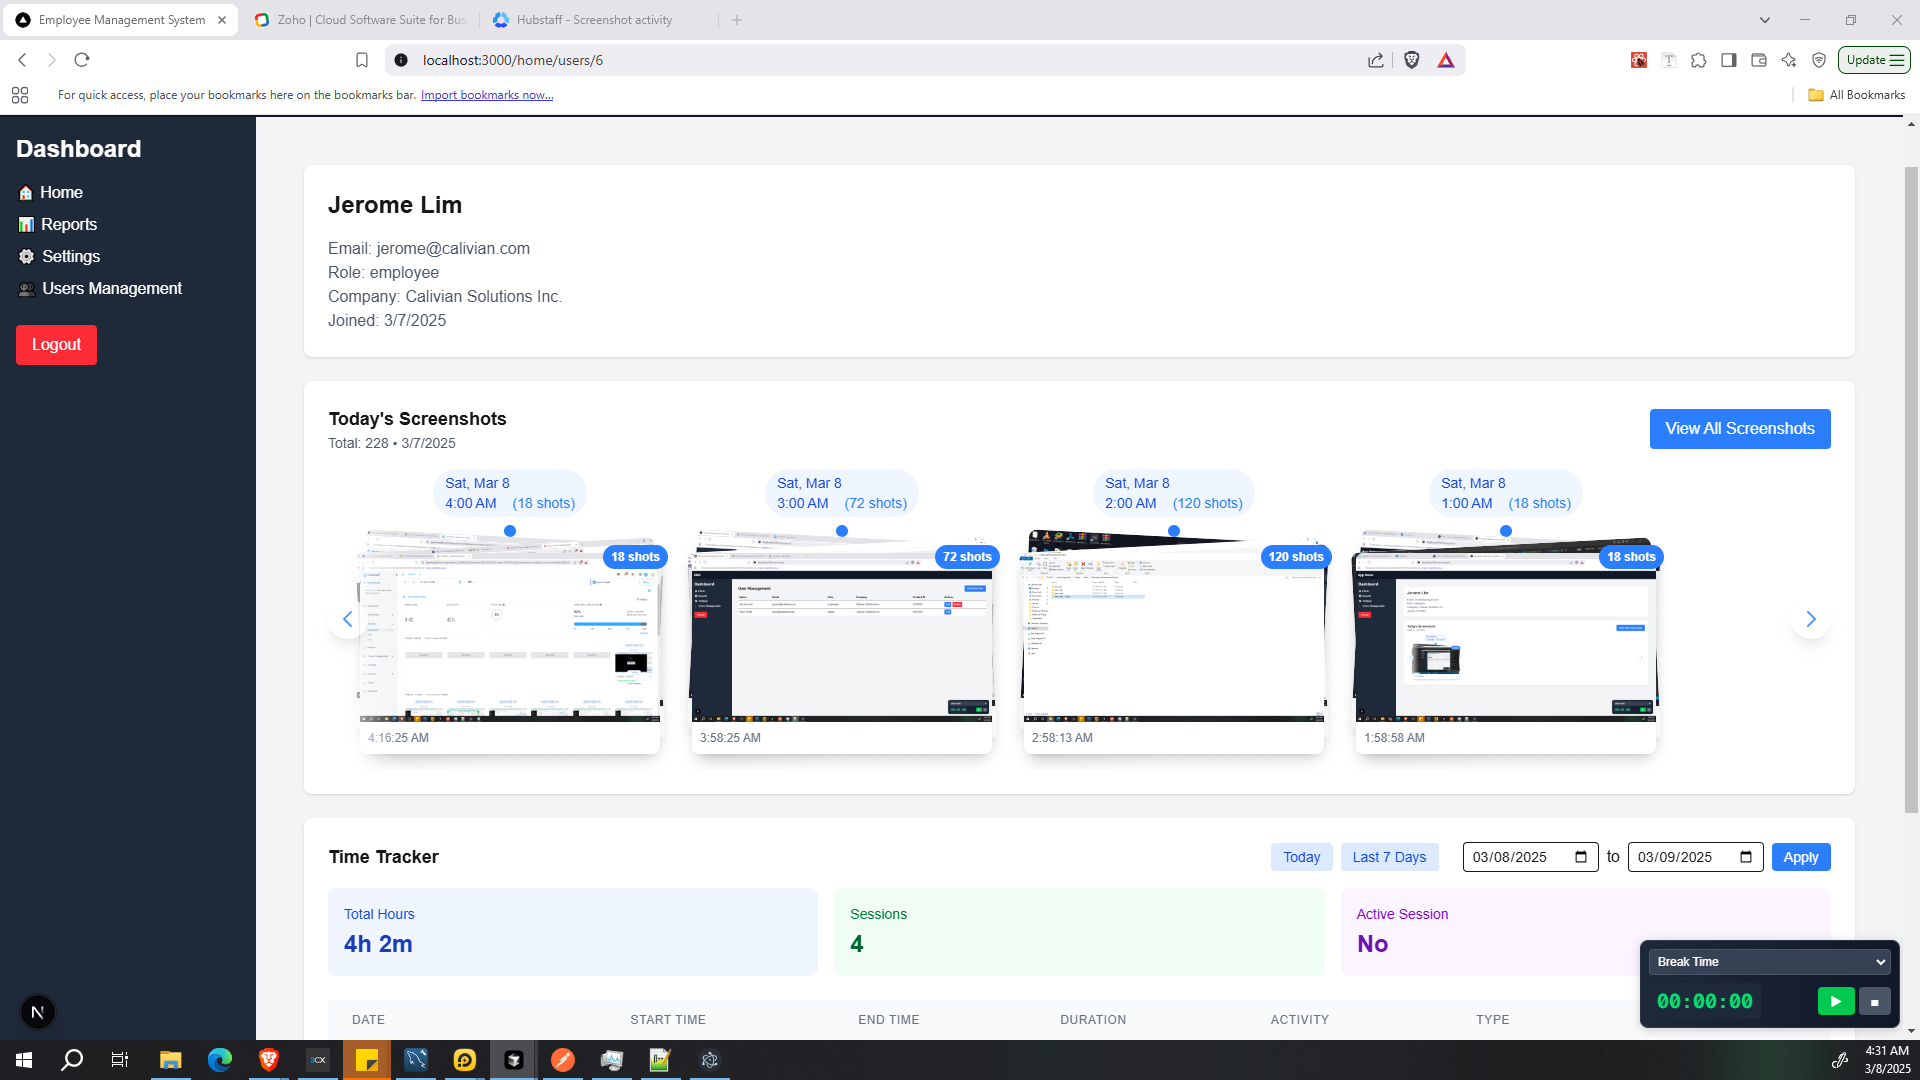 Employee Management System
Zoho | Cloud Software Suite for Bus
Hubstaff - Screenshot activity
localhost:3000/home/users/6
Update
For quick access, place your bookmarks here on the bookmarks bar. Import bookmarks now...
All Bookmarks
Dashboard
Home
Reports
Settings
Users Management
Logout
Jerome Lim
Email: jerome@calivian.com
Role: employee
Company: Calivian Solutions Inc.
Joined: 3/7/2025
Today's Screenshots
Total: 228 • 3/7/2025
View All Screenshots
Sat, Mar 8
4:00 AM (18 shots)
18 shots
4:16:25 AM
Sat, Mar 8
3:00 AM (72 shots)
72 shots
User Management
3:58:25 AM
Sat, Mar 8
2:00 AM (120 shots)
120 shots
2:58:13 AM
Sat, Mar 8
1:00 AM (18 shots)
18 shots
Jerome Lim
Today's Screenshots
1:58:58 AM
Time Tracker
Today
Last 7 Days
03/08/2025 to 03/09/2025
Apply
Total Hours
4h 2m
Sessions
4
Active Session
No
Break Time
00:00:00
DATE START TIME END TIME DURATION ACTIVITY TYPE
N
3CX
4:31 AM
3/8/2025